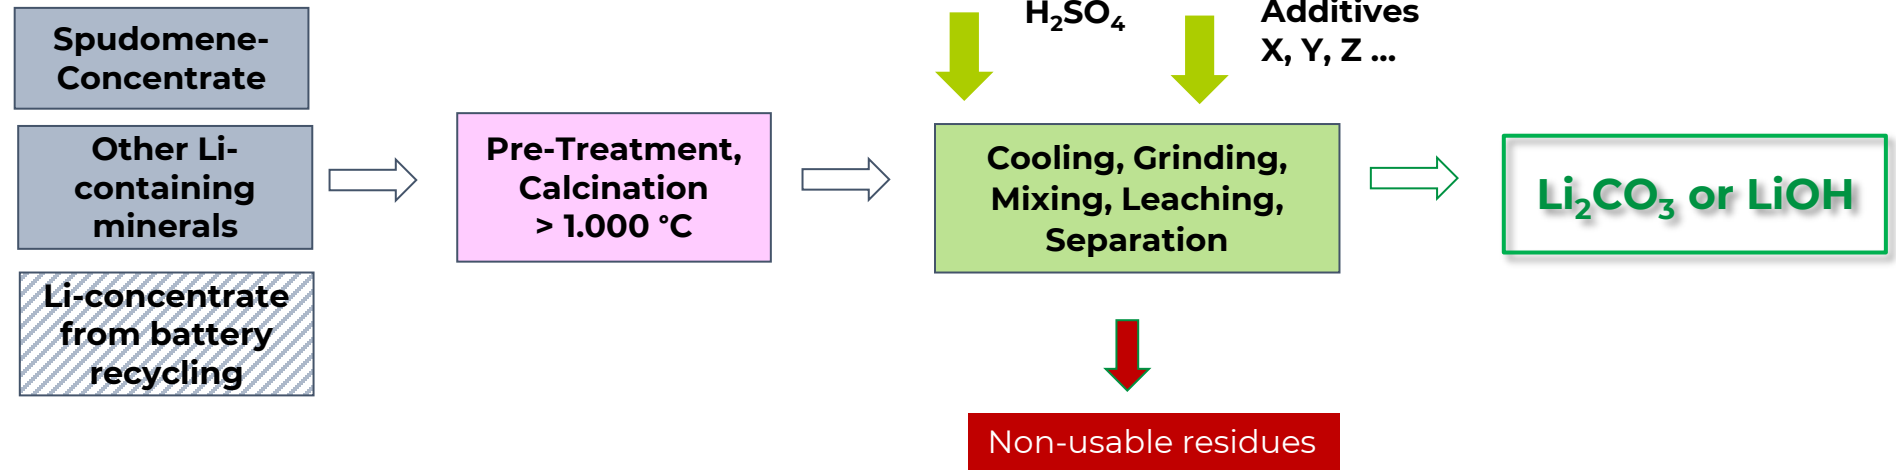 Spudomene-
Concentrate
Other Li-
containing
minerals
Li-concentrate
from battery
recycling
Pre-Treatment,
Calcination
> 1.000 °C
H₂SO₄
Additives
X, Y, Z ...
Cooling, Grinding,
Mixing, Leaching,
Separation
Non-usable residues
Li₂CO₃ or LiOH